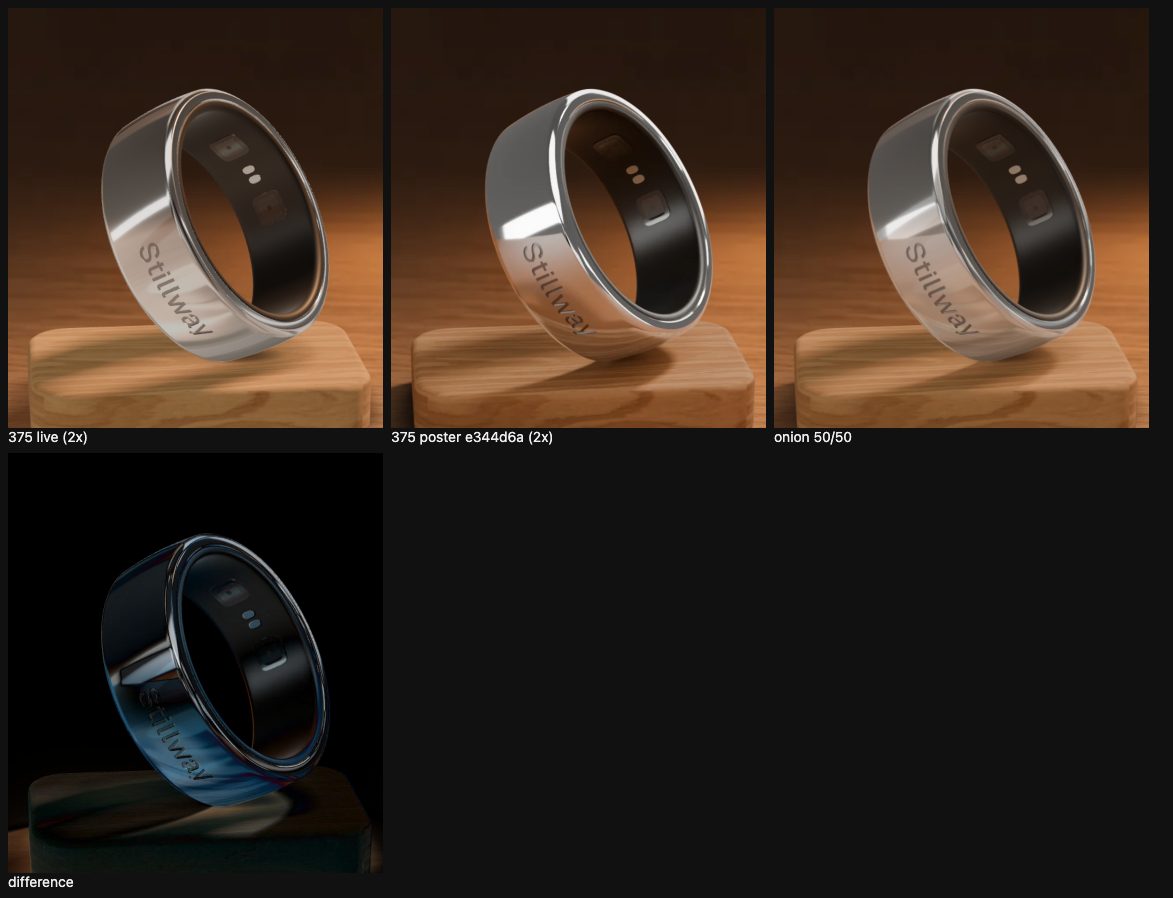 Stillway
Stillway
Stillway
375 live (2x)
375 poster e344d6a (2x)
onion 50/50
Stillway
difference